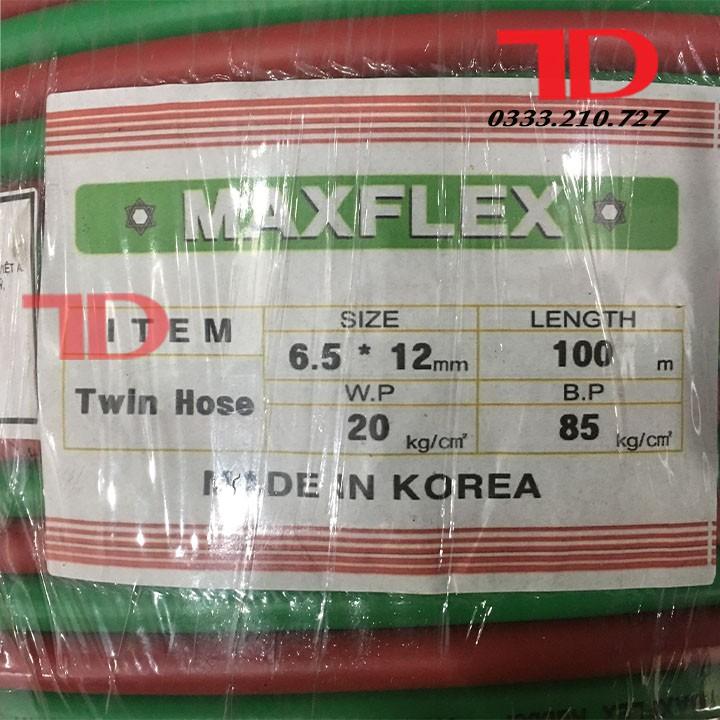 TD
0333.210.727
MAXFLEX
TD
ITEM
SIZE
LENGTH
6.5 * 12mm
100 m
Twin Hose
W.P
B.P
20 kg/cm²
85 kg/cm²
MADE IN KOREA